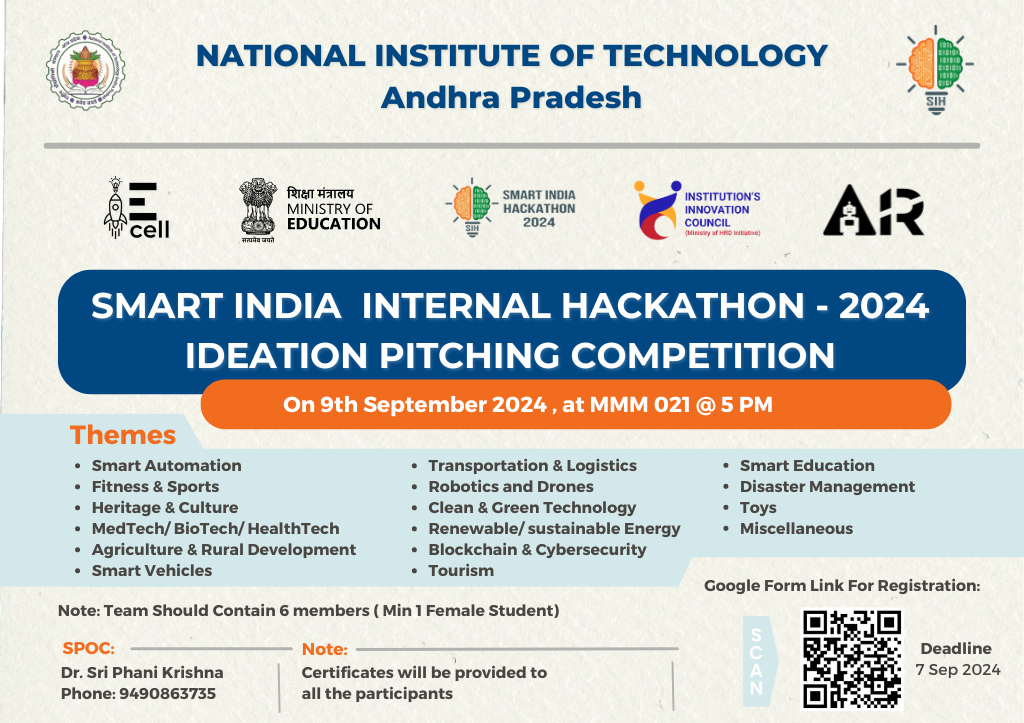 NATIONAL INSTITUTE OF TECHNOLOGY
Andhra Pradesh
SIH
E
cell
शिक्षा मंत्रालय
MINISTRY OF
EDUCATION
सत्यमेव जयते
SMART INDIA
HACKATHON
2024
SIH
INSTITUTION'S
INNOVATION
COUNCIL
(Ministry of HRD Initiative)
AR
SMART INDIA INTERNAL HACKATHON - 2024
IDEATION PITCHING COMPETITION
On 9th September 2024 , at MMM 021 @ 5 PM
Themes
• Smart Automation
• Fitness & Sports
• Heritage & Culture
• MedTech/ BioTech/ HealthTech
• Agriculture & Rural Development
• Smart Vehicles
• Transportation & Logistics
• Robotics and Drones
• Clean & Green Technology
• Renewable/ sustainable Energy
• Blockchain & Cybersecurity
• Tourism
• Smart Education
• Disaster Management
• Toys
• Miscellaneous
Note: Team Should Contain 6 members ( Min 1 Female Student)
SPOC:
Dr. Sri Phani Krishna
Phone: 9490863735
Note:
Certificates will be provided to
all the participants
Google Form Link For Registration:
SCAN
Deadline
7 Sep 2024